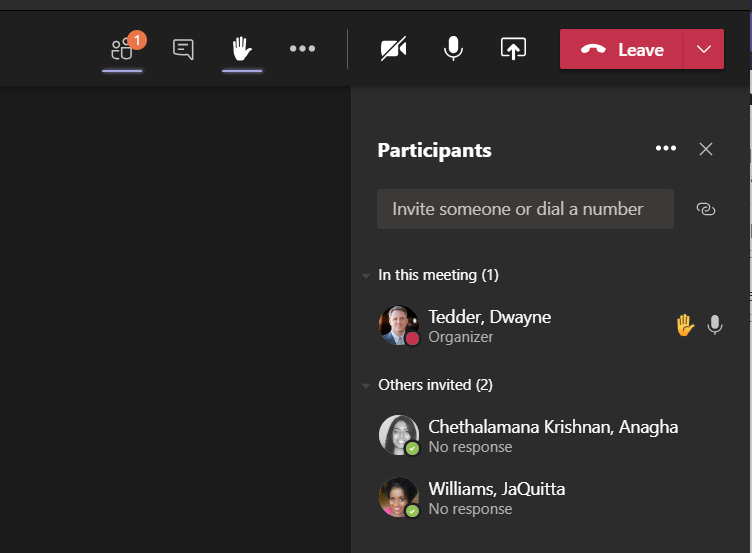 1
Leave
Participants
Invite someone or dial a number
In this meeting (1)
Tedder, Dwayne
Organizer
Others invited (2)
Chethalamana Krishnan, Anagha
No response
Williams, JaQuitta
No response